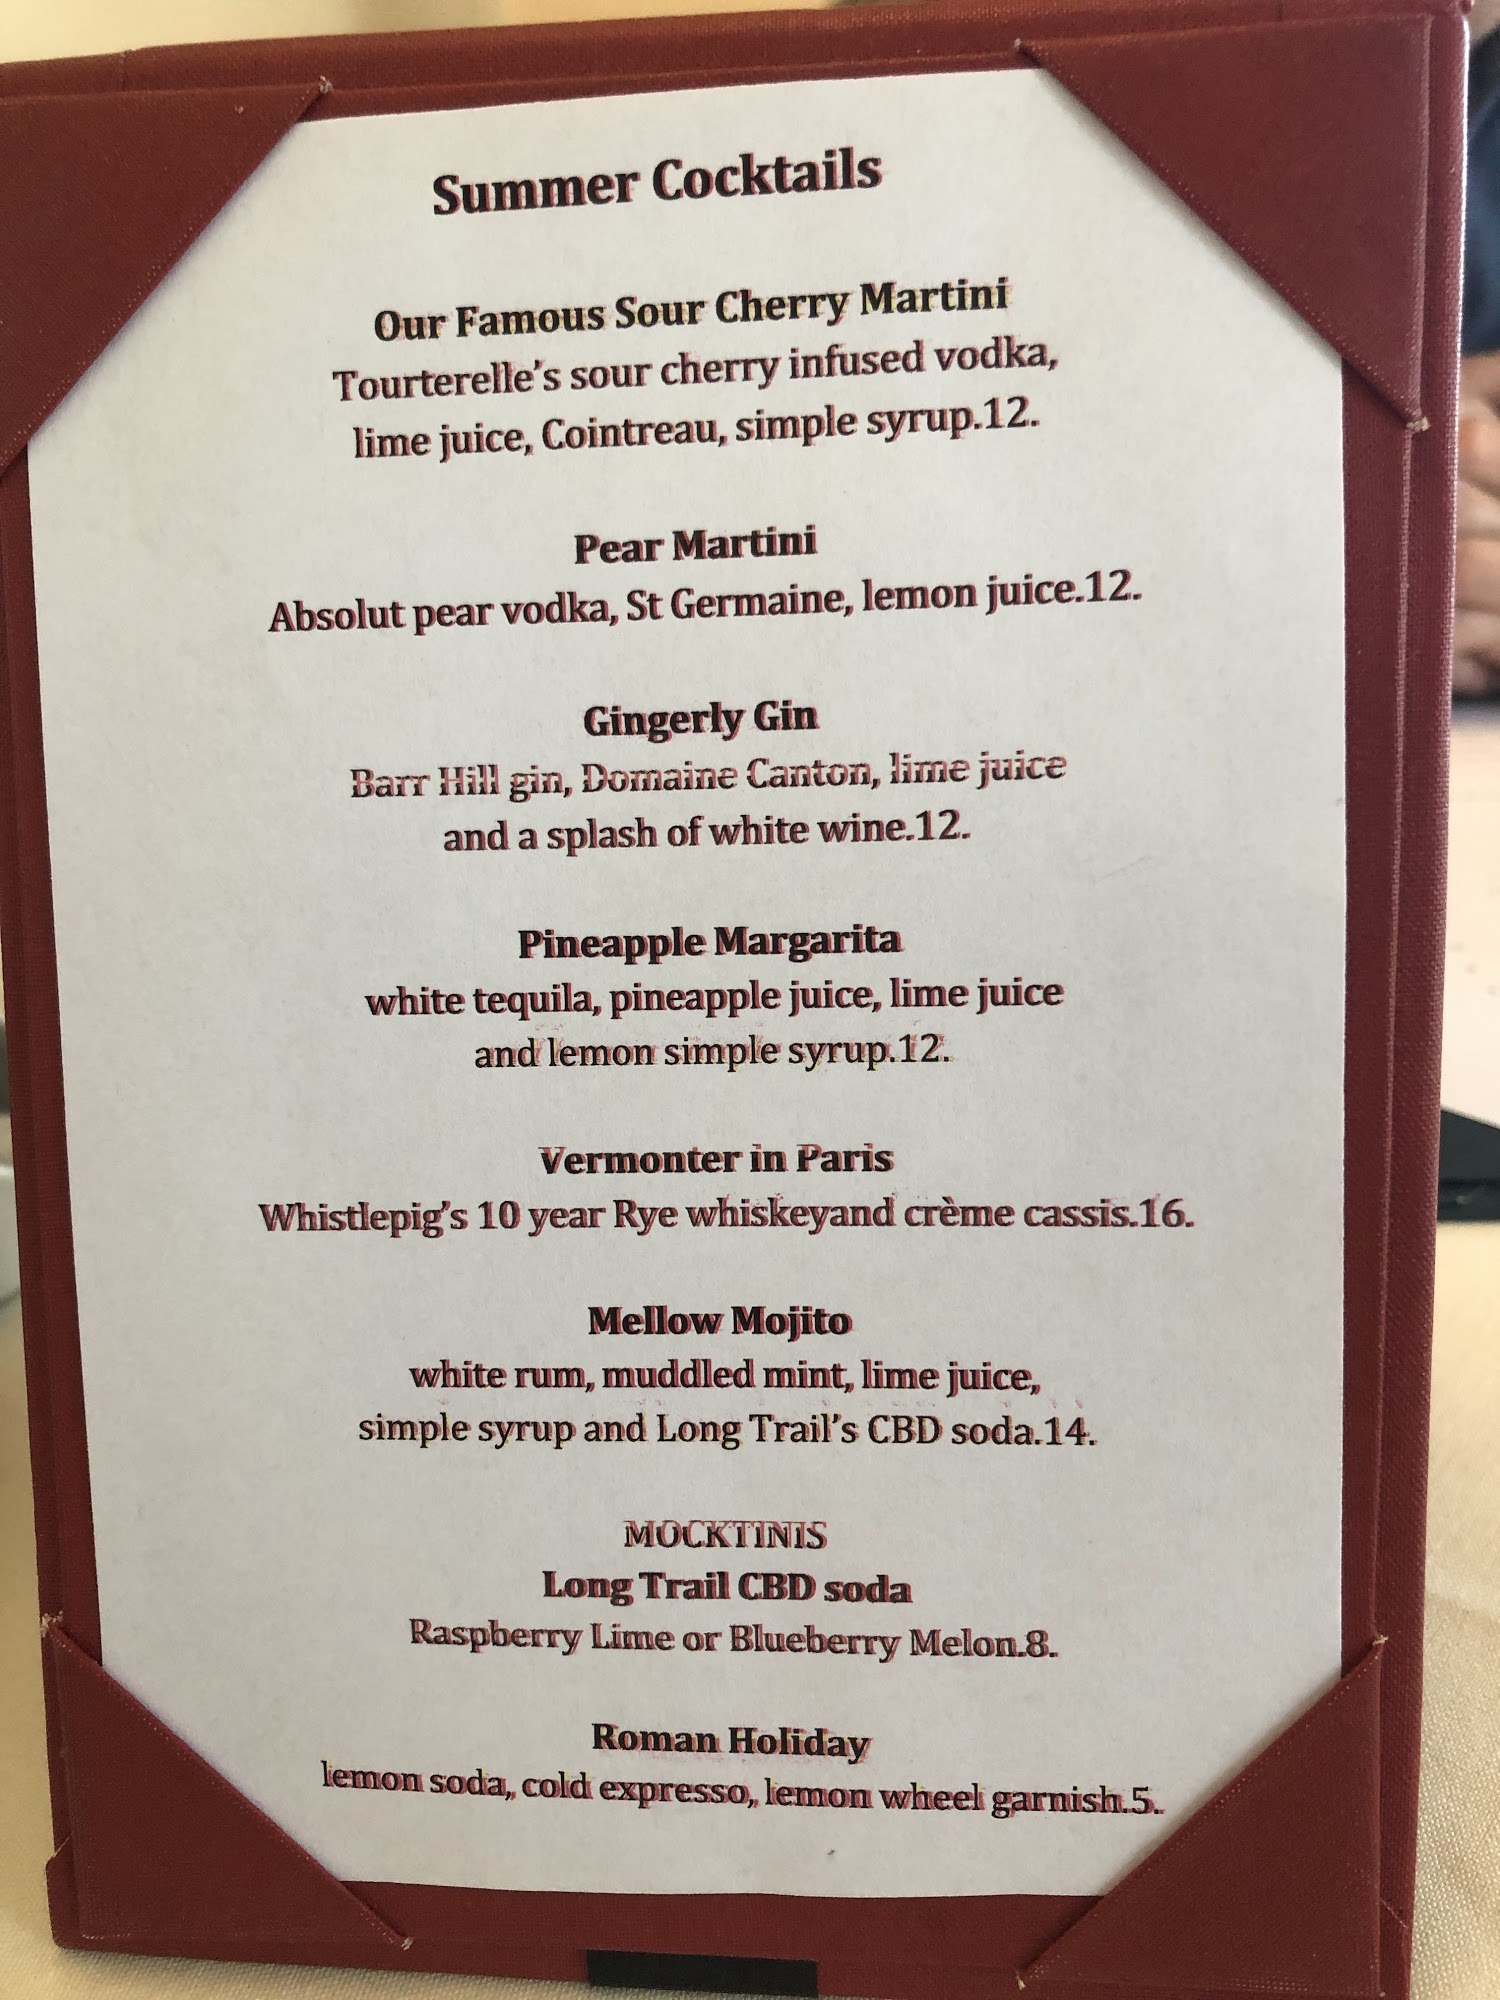 Summer Cocktails
Our Famous Sour Cherry Martini
Tourterelle's sour cherry infused vodka,
lime juice, Cointreau, simple syrup.12.
Pear Martini
Absolut pear vodka, St Germaine, lemon juice.12.
Gingerly Gin
Barr Hill gin, Domaine Canton, lime juice
and a splash of white wine.12.
Pineapple Margarita
white tequila, pineapple juice, lime juice
and lemon simple syrup.12.
Vermonter in Paris
Whistlepig's 10 year Rye whiskeyand crème cassis.16.
Mellow Mojito
white rum, muddled mint, lime juice,
simple syrup and Long Trail's CBD soda.14.
MOCKTINIS
Long Trail CBD soda
Raspberry Lime or Blueberry Melon.8.
Roman Holiday
lemon soda, cold expresso, lemon wheel garnish.5.